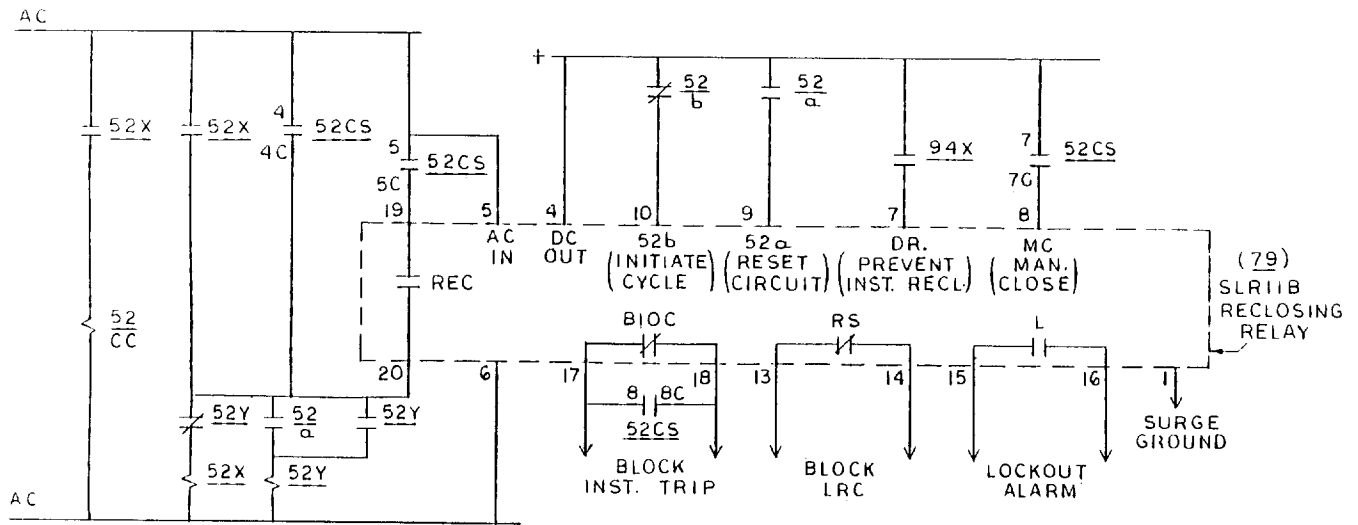 AC
52X
52X
4
4C
52CS
5
5C
52CS
+
52
b
52
a
94X
7
7C
52CS
19
5
AC
IN
4
DC
OUT
10
52b
(INITIATE
CYCLE)
9
52a
(RESET
CIRCUIT)
7
DR.
(PREVENT
INST. RECL.)
8
MC
(MAN.
CLOSE)
(79)
SLR11B
RECLOSING
RELAY
REC
52
CC
BIOC
RS
L
20
6
17
18
13
14
15
16
1
8
8C
52CS
52Y
52
a
52Y
52X
52Y
BLOCK
INST. TRIP
BLOCK
LRC
LOCKOUT
ALARM
SURGE
GROUND
AC